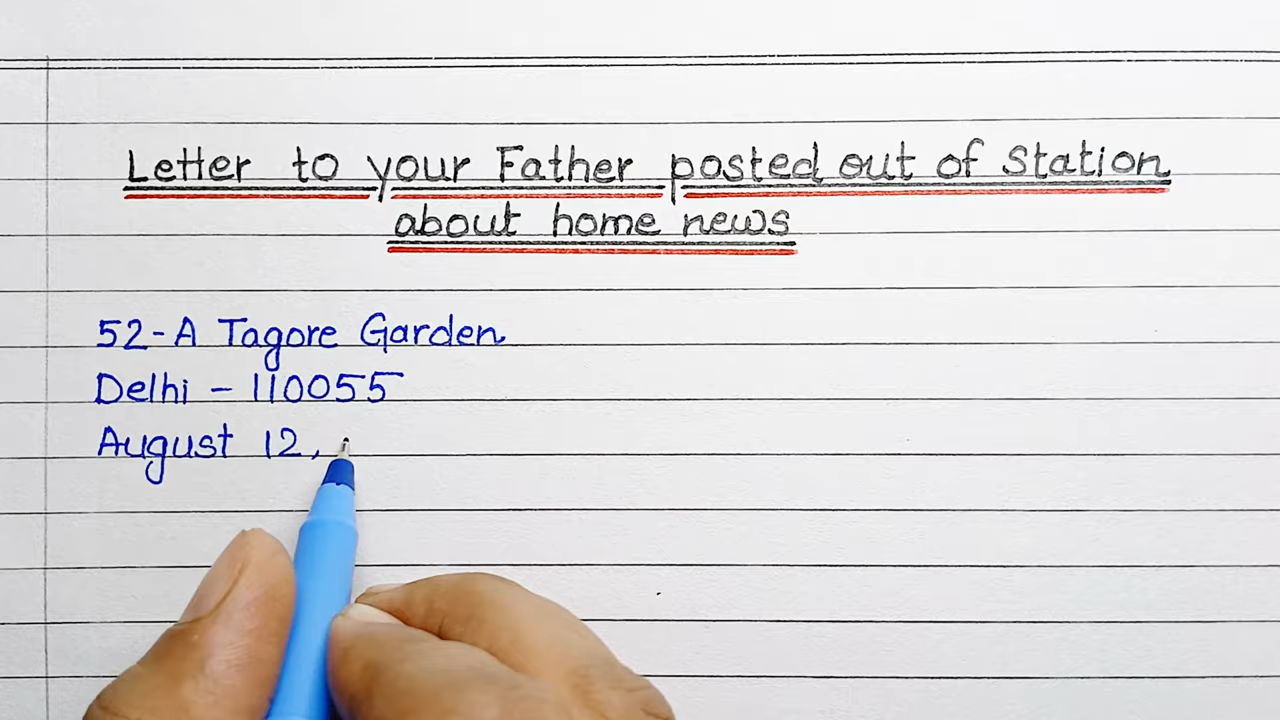 Letter to your Father posted out of Station
about home news
52-A Tagore Garden
Delhi - 110055
August 12,